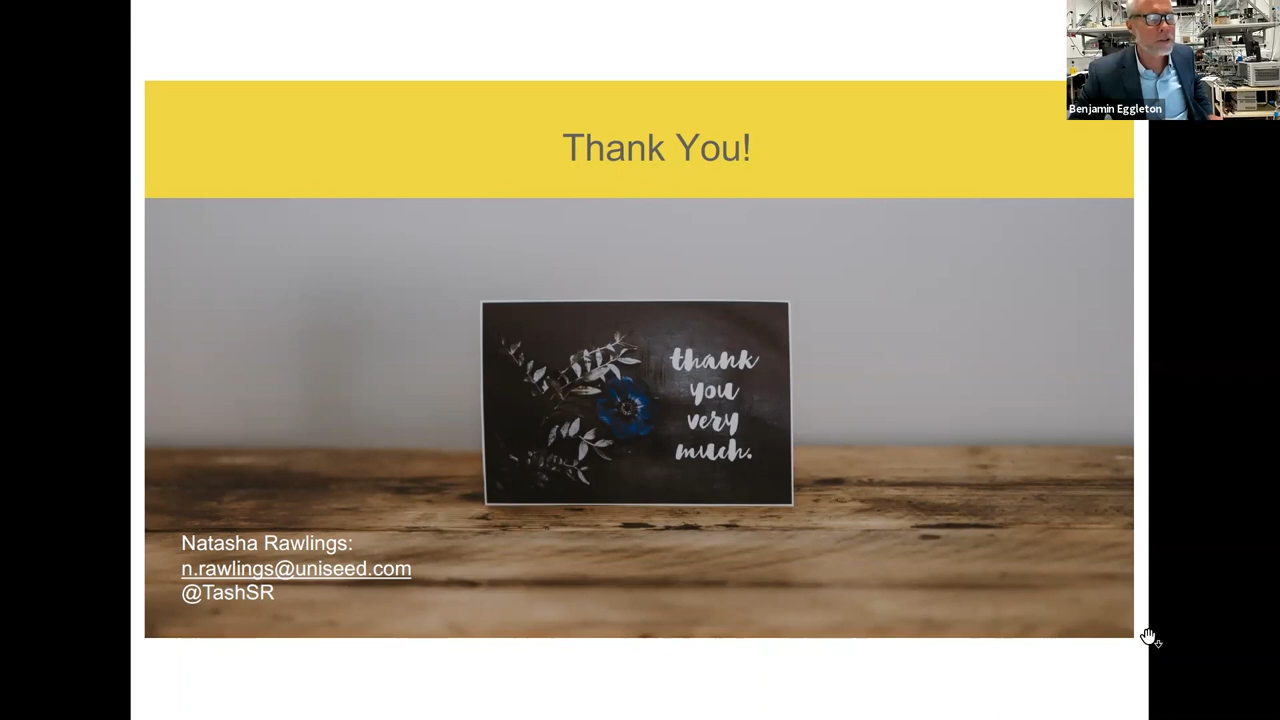 Benjamin Eggleton
Thank You!
thank
you
very
much.
Natasha Rawlings:
n.rawlings@uniseed.com
@TashSR